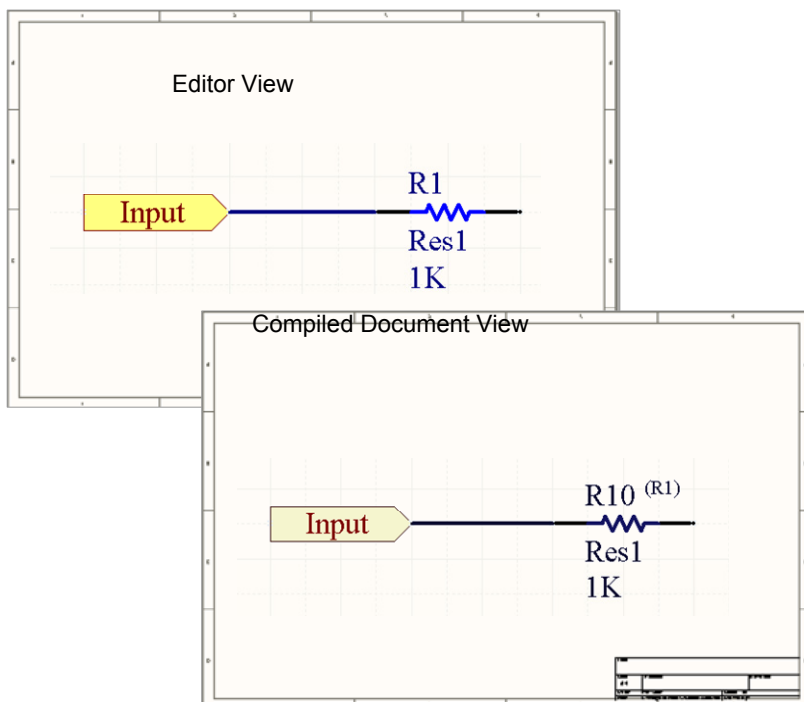 Editor View
R1
Input
Res1
1K
Compiled Document View
R10 (R1)
Input
Res1
1K